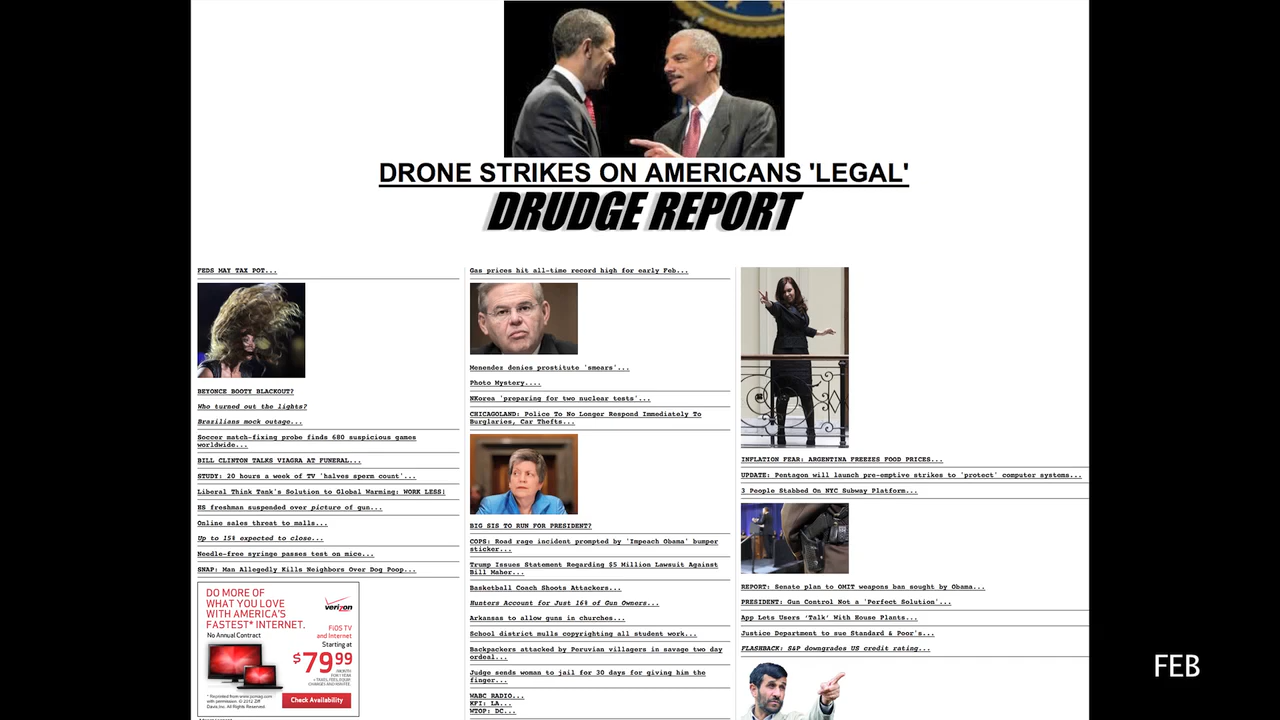 DRONE STRIKES ON AMERICANS 'LEGAL'
DRUDGE REPORT
FEDS MAY TAX POT...
BEYONCE BOOTY BLACKOUT?
Who turned out the lights?
Brazilians mock outage...
Soccer match-fixing probe finds 680 suspicious games
worldwide...
BILL CLINTON TALKS VIAGRA AT FUNERAL...
STUDY: 20 hours a week of TV 'halves sperm count'...
Liberal Think Tank's Solution to Global Warming: WORK LESS!
HS freshman suspended over picture of gun...
Online sales threat to malls...
Up to 15% expected to close...
Needle-free syringe passes test on mice...
SNAP: Man Allegedly Kills Neighbors Over Dog Poop...
DO MORE OF
WHAT YOU LOVE
WITH AMERICA'S
FASTEST* INTERNET.
No Annual Contract
verizon
FiOS TV
and Internet
Starting at
$79.99
Check Availability
Gas prices hit all-time record high for early Feb...
Menendez denies prostitute 'smears'...
Photo Mystery....
NKorea 'preparing for two nuclear tests'...
CHICAGOLAND: Police To No Longer Respond Immediately To
Burglaries, Car Thefts...
BIG SIS TO RUN FOR PRESIDENT?
COPS: Road rage incident prompted by 'Impeach Obama' bumper
sticker...
Trump Issues Statement Regarding $5 Million Lawsuit Against
Bill Maher...
Basketball Coach Shoots Attackers...
Hunters Account for Just 16% of Gun Owners...
Arkansas to allow guns in churches...
School district mulls copyrighting all student work...
Backpackers attacked by Peruvian villagers in savage two day
ordeal...
Judge sends woman to jail for 30 days for giving him the
finger...
WABC RADIO...
KFI: LA...
WTOP: DC...
INFLATION FEAR: ARGENTINA FREEZES FOOD PRICES...
UPDATE: Pentagon will launch pre-emptive strikes to 'protect' computer systems...
3 People Stabbed On NYC Subway Platform...
REPORT: Senate plan to OMIT weapons ban sought by Obama...
PRESIDENT: Gun Control Not a 'Perfect Solution'...
App Lets Users 'Talk' With House Plants...
Justice Department to sue Standard & Poor's...
FLASHBACK: S&P downgrades US credit rating...
FEB